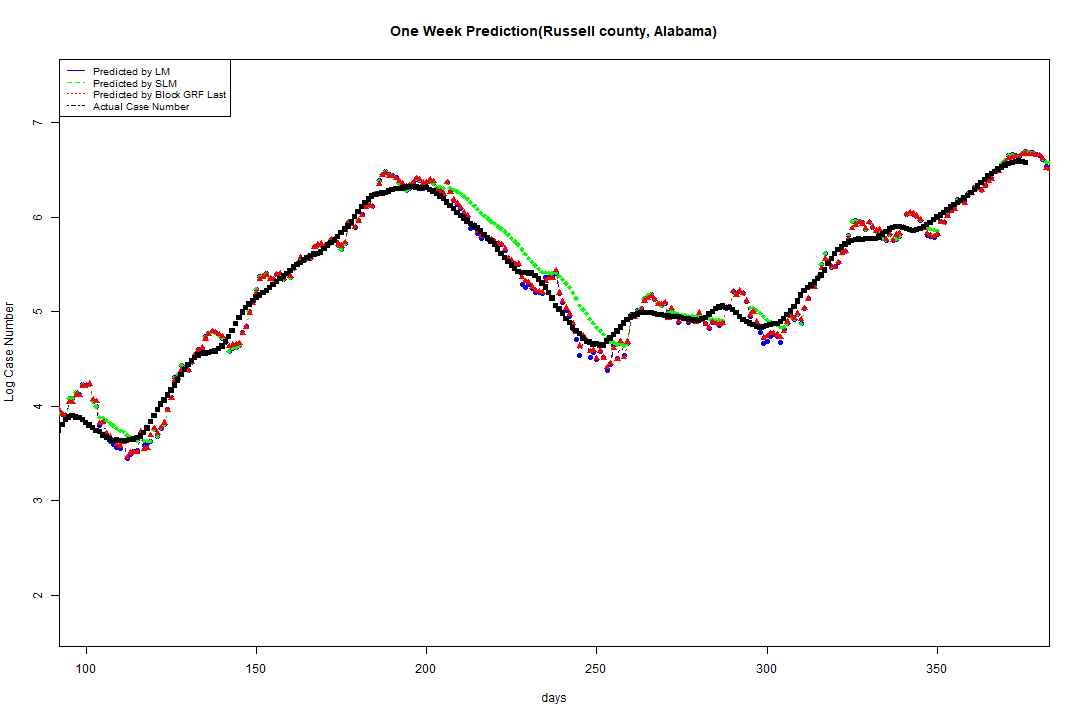 One Week Prediction(Russell county, Alabama)
Predicted by LM
Predicted by SLM
Predicted by Block GRF Last
Actual Case Number
7
6
5
4
3
2
Log Case Number
100 150 200 250 300 350
days